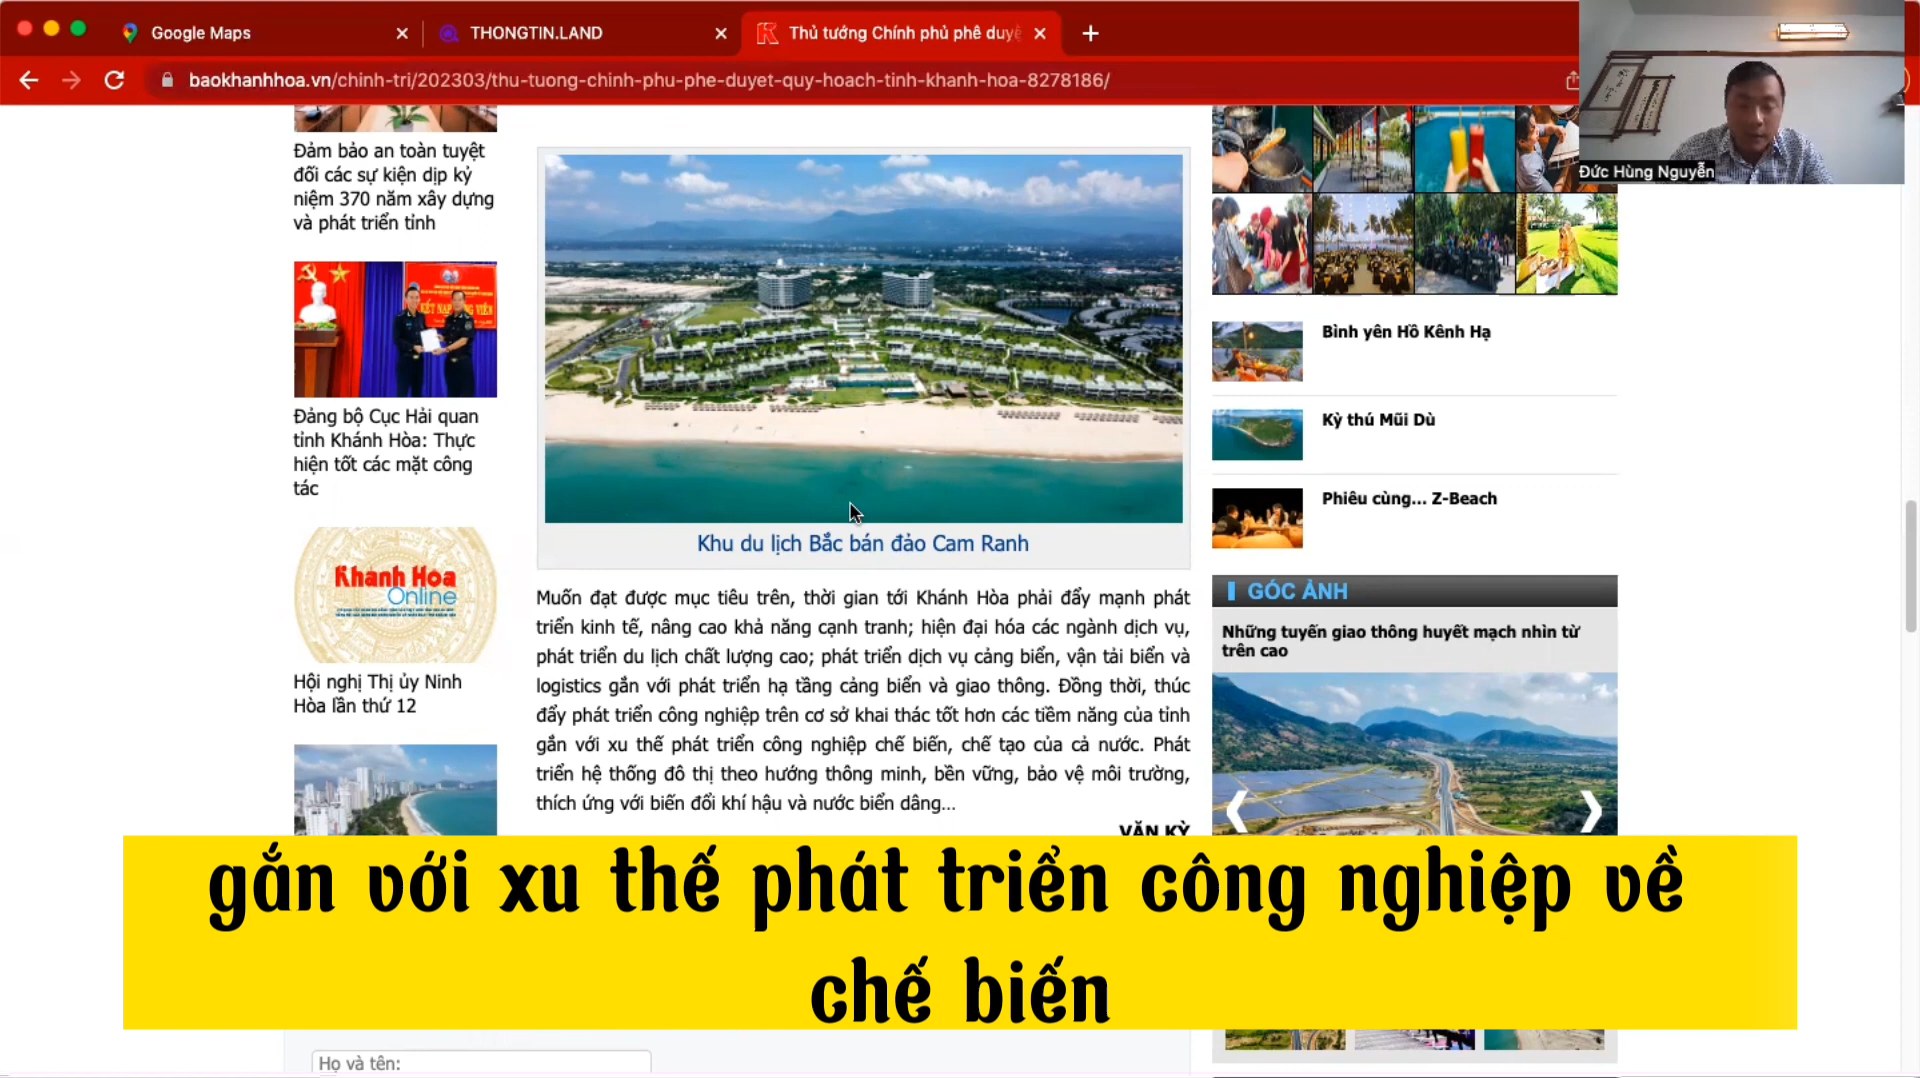 Google Maps
THONGTIN.LAND
Thủ tướng Chính phủ phê duyệ
baokhanhhoa.vn/chinh-tri/202303/thu-tuong-chinh-phu-phe-duyet-quy-hoach-tinh-khanh-hoa-8278186/
Đức Hùng Nguyễn
Đảm bảo an toàn tuyệt
đối các sự kiện dịp kỷ
niệm 370 năm xây dựng
và phát triển tỉnh
KẾT NẠP ĐẢNG VIÊN
Đảng bộ Cục Hải quan
tỉnh Khánh Hòa: Thực
hiện tốt các mặt công
tác
Khanh Hoa
Online
Hội nghị Thị ủy Ninh
Hòa lần thứ 12
Khu du lịch Bắc bán đảo Cam Ranh
Muốn đạt được mục tiêu trên, thời gian tới Khánh Hòa phải đẩy mạnh phát
triển kinh tế, nâng cao khả năng cạnh tranh; hiện đại hóa các ngành dịch vụ,
phát triển du lịch chất lượng cao; phát triển dịch vụ cảng biển, vận tải biển và
logistics gắn với phát triển hạ tầng cảng biển và giao thông. Đồng thời, thúc
đẩy phát triển công nghiệp trên cơ sở khai thác tốt hơn các tiềm năng của tỉnh
gắn với xu thế phát triển công nghiệp chế biến, chế tạo của cả nước. Phát
triển hệ thống đô thị theo hướng thông minh, bền vững, bảo vệ môi trường,
thích ứng với biến đổi khí hậu và nước biển dâng...
VĂN KỲ
Bình yên Hồ Kênh Hạ
Kỳ thú Mũi Dù
Phiêu cùng... Z-Beach
GÓC ẢNH
Những tuyến giao thông huyết mạch nhìn từ
trên cao
gắn với xu thế phát triển công nghiệp về
chế biến
Họ và tên: